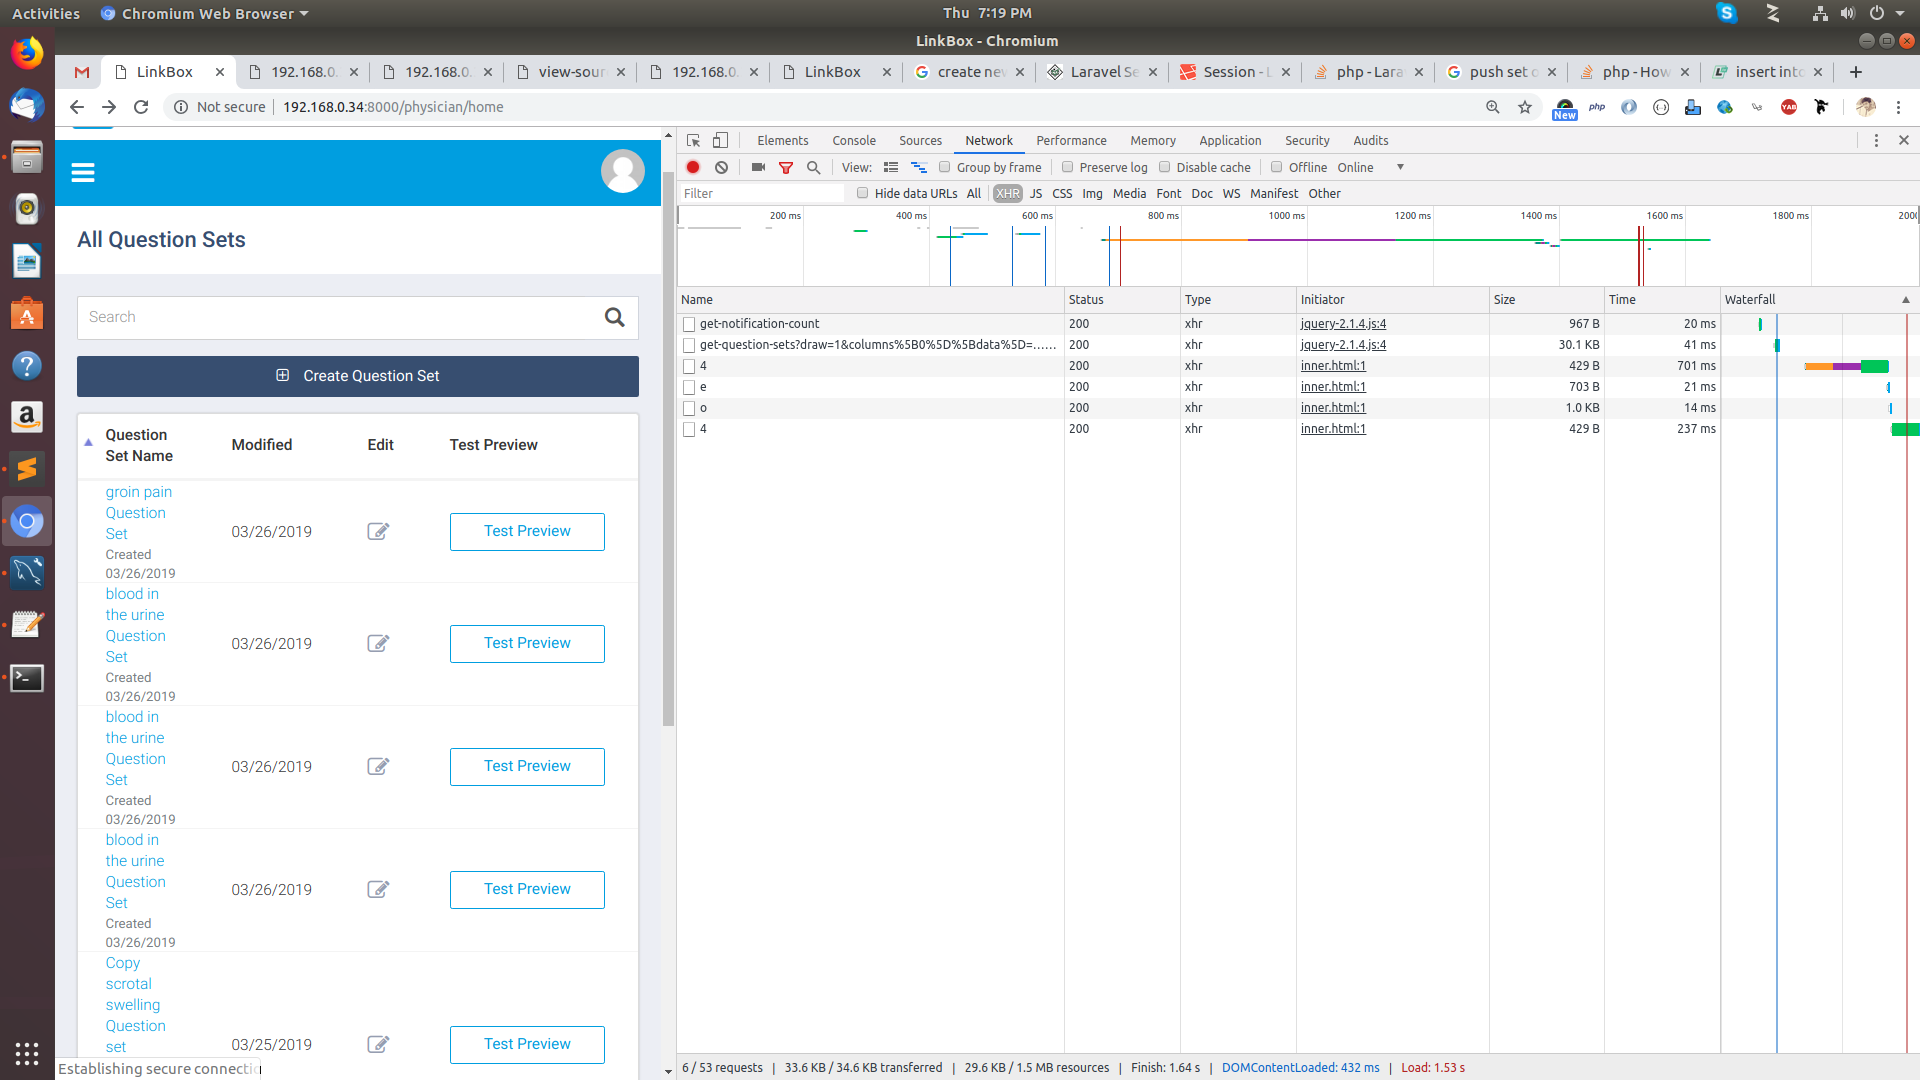 Activities
Chromium Web Browser
Thu 7:19 PM
LinkBox - Chromium
LinkBox
192.168.0.
192.168.0.
view-sour
192.168.0.
LinkBox
create nev
Laravel Se
Session - L
php - Lara
push set o
php - How
insert into
Not secure
192.168.0.34:8000/physician/home
php
New
YAB
Elements
Console
Sources
Network
Performance
Memory
Application
Security
Audits
View:
Group by frame
Preserve log
Disable cache
Offline
Online
Filter
Hide data URLs
All
XHR
JS
CSS
Img
Media
Font
Doc
WS
Manifest
Other
200 ms
400 ms
600 ms
800 ms
1000 ms
1200 ms
1400 ms
1600 ms
1800 ms
Name
Status
Type
Initiator
Size
Time
Waterfall
get-notification-count
200
xhr
jquery-2.1.4.js:4
967 B
20 ms
get-question-sets?draw=1&columns%5B0%5D%5Bdata%5D=......
200
xhr
jquery-2.1.4.js:4
30.1 KB
41 ms
4
200
xhr
inner.html:1
429 B
701 ms
e
200
xhr
inner.html:1
703 B
21 ms
o
200
xhr
inner.html:1
1.0 KB
14 ms
4
200
xhr
inner.html:1
429 B
237 ms
6 / 53 requests | 33.6 KB / 34.6 KB transferred | 29.6 KB / 1.5 MB resources | Finish: 1.64 s | DOMContentLoaded: 432 ms | Load: 1.53 s
All Question Sets
Search
Create Question Set
Question
Set Name
Modified
Edit
Test Preview
groin pain
Question
Set
Created
03/26/2019
03/26/2019
Test Preview
blood in
the urine
Question
Set
Created
03/26/2019
03/26/2019
Test Preview
blood in
the urine
Question
Set
Created
03/26/2019
03/26/2019
Test Preview
blood in
the urine
Question
Set
Created
03/26/2019
03/26/2019
Test Preview
Copy
scrotal
swelling
Question
set
03/25/2019
Test Preview
Establishing secure connectio